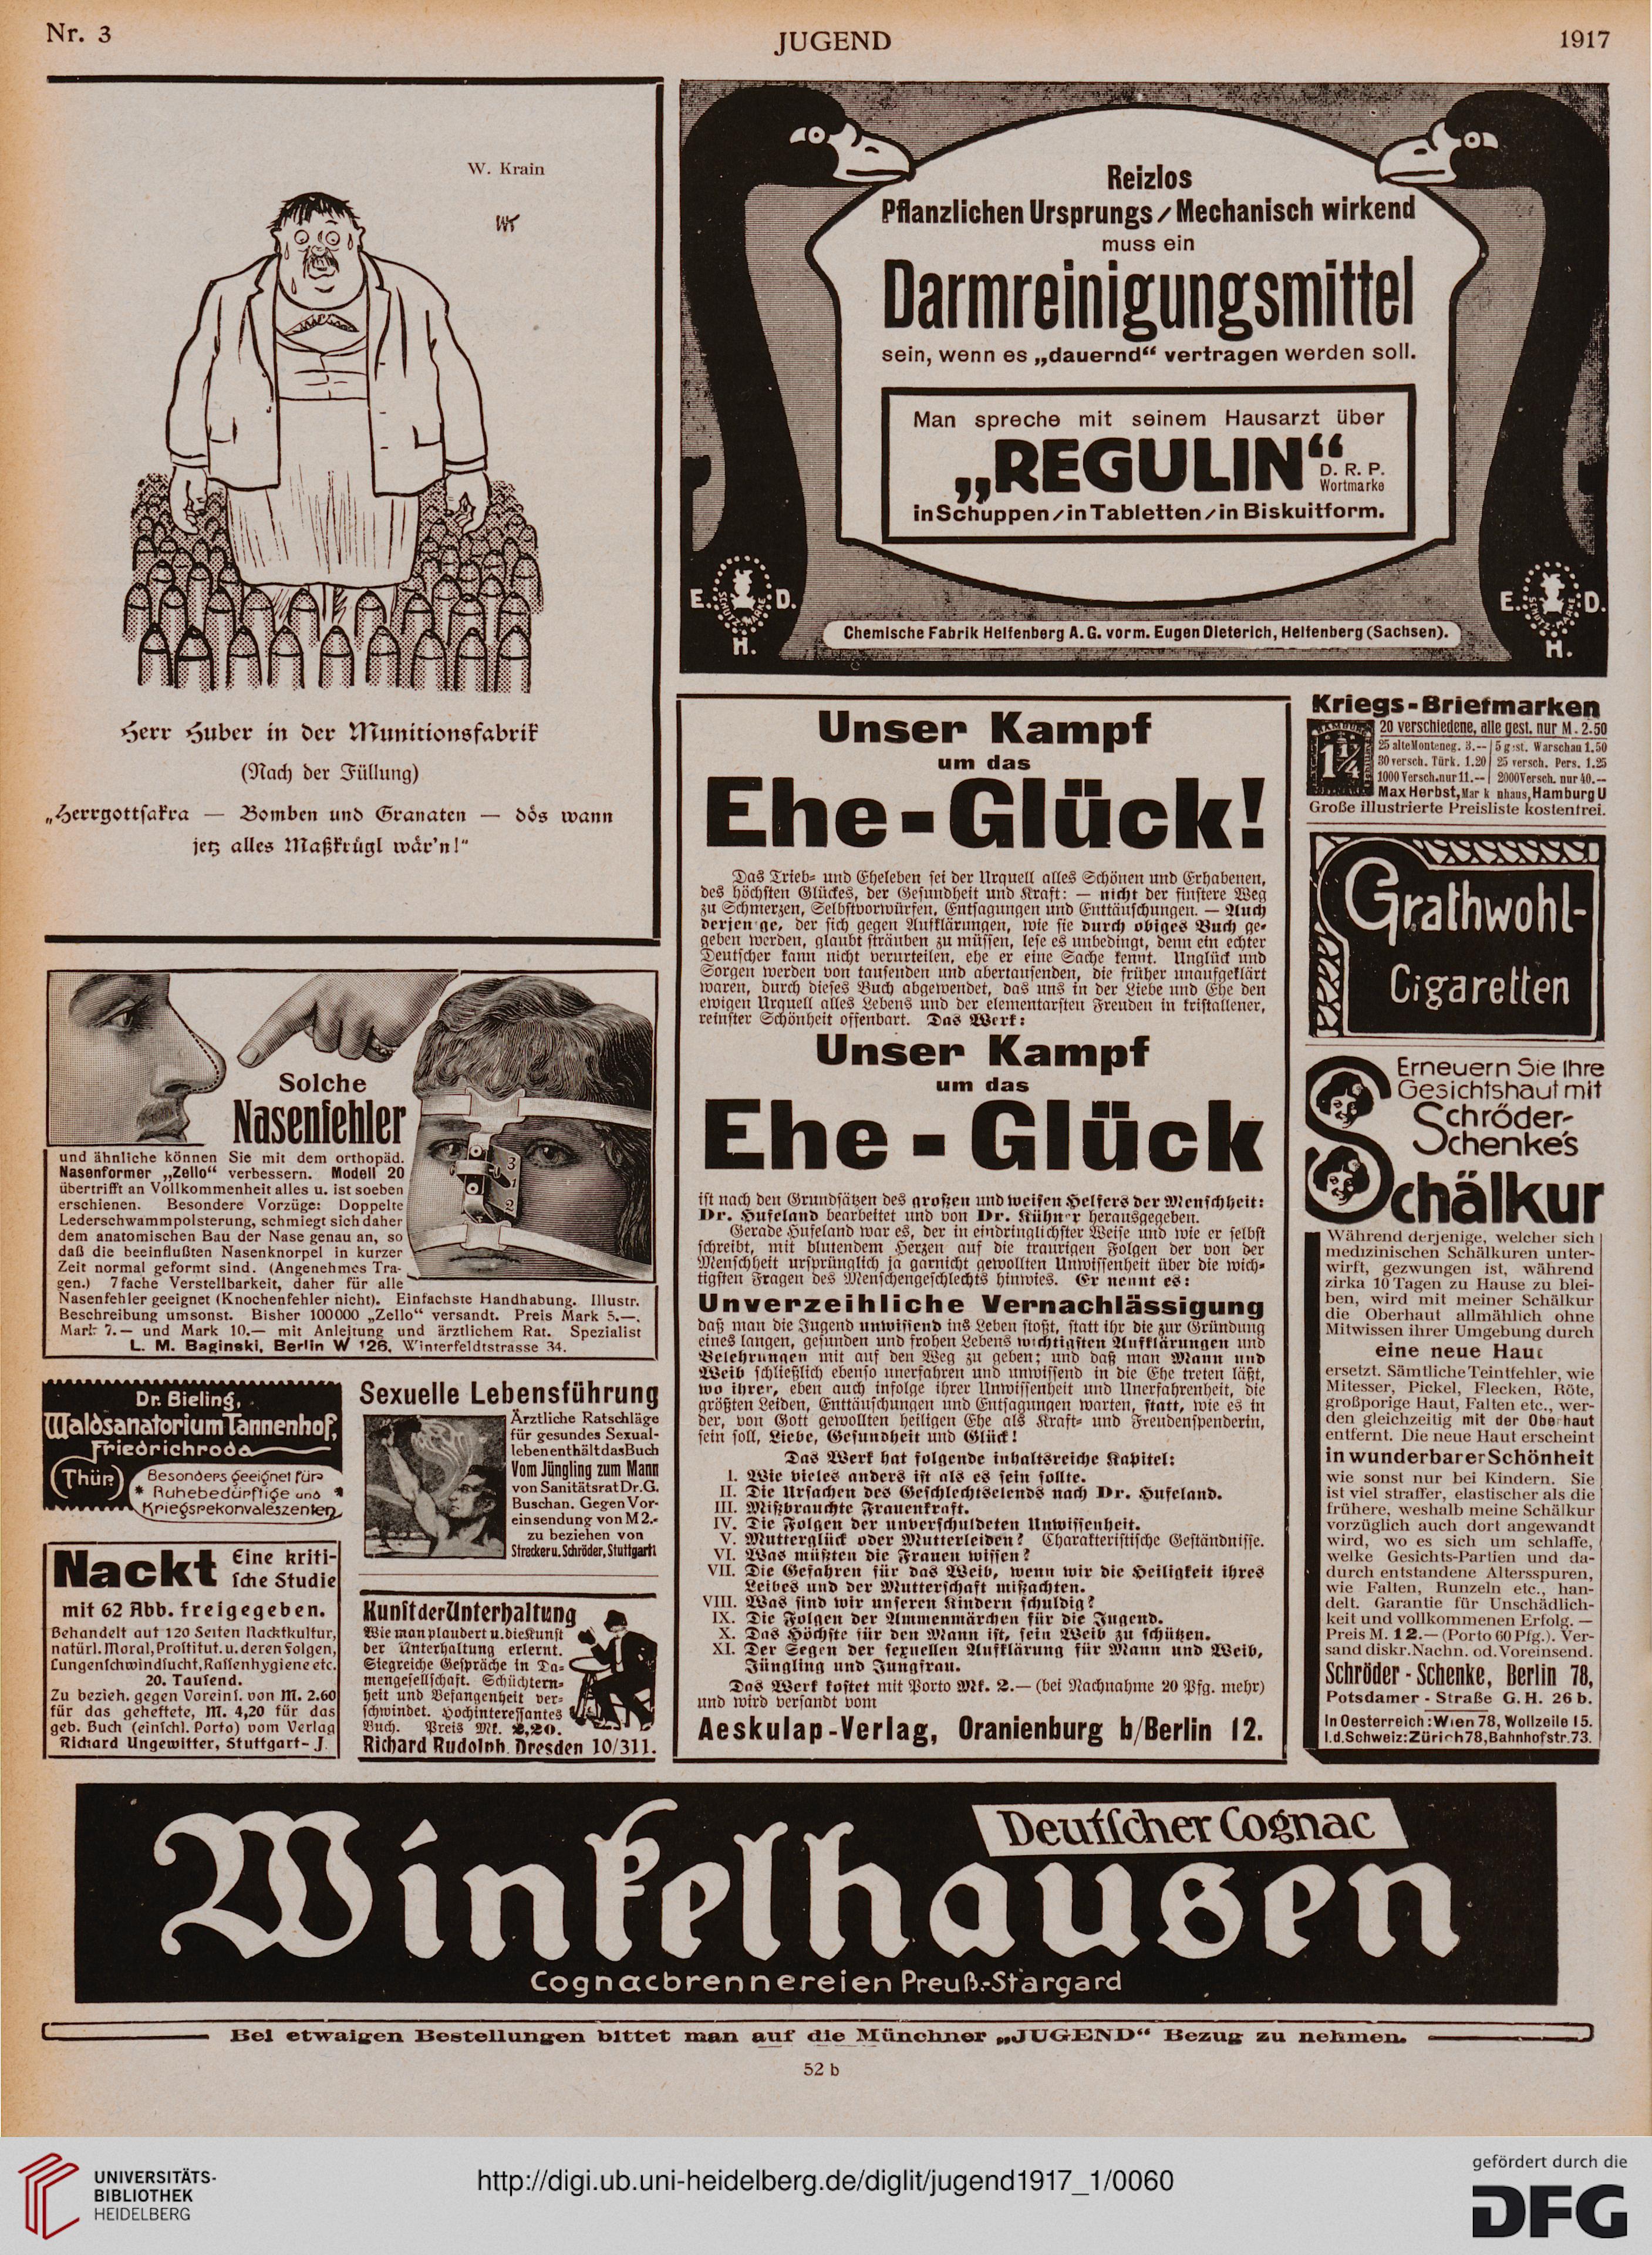 Nr. 3
JUGEND
1917
W. Krain
Herr Huber in der Munitionsfabrik
(Nach der Füllung)
„Herrgottsakra — Bomben und Granaten — dös wann
jetz alles Maßkrügl wär'n!“
Reizlos
Pflanzlichen Ursprungs / Mechanisch wirkend
muss ein
Darmreinigungsmittel
sein, wenn es „dauernd“ vertragen werden soll.
Man spreche mit seinem Hausarzt über
„REGULIN“
D. R. P.
Wortmarke
in Schuppen / in Tabletten / in Biskuitform.
E. D.
H.
SCHUTZ-MARKE
E. D.
H.
SCHUTZ-MARKE
Chemische Fabrik Helfenberg A. G. vorm. Eugen Dieterich, Helfenberg (Sachsen).
Solche
Nasenfehler
und ähnliche können Sie mit dem orthopäd.
Nasenformer „Zello“ verbessern. Modell 20
übertrifft an Vollkommenheit alles u. ist soeben
erschienen. Besondere Vorzüge: Doppelte
Lederschwammpolsterung, schmiegt sich daher
dem anatomischen Bau der Nase genau an, so
daß die beeinflußten Nasenknorpel in kurzer
Zeit normal geformt sind. (Angenehmes Tra-
gen.) 7fache Verstellbarkeit, daher für alle
Nasenfehler geeignet (Knochenfehler nicht). Einfachste Handhabung. Illustr.
Beschreibung umsonst. Bisher 100000 „Zello“ versandt. Preis Mark 5.—,
Mark 7.— und Mark 10.— mit Anleitung und ärztlichem Rat. Spezialist
L. M. Baginski, Berlin W 126, Winterfeldtstrasse 34.
3
1
2
Dr. Bieling,
Waldsanatorium Tannenhof,
Friedrichroda
(Thür.)
Besonders geeignet für
* Ruhebedürftige und *
Kriegsrekonvaleszenten
Nackt Eine kriti-
sche Studie
mit 62 Abb. freigegeben.
Behandelt auf 120 Seiten Nacktkultur,
natürl. Moral, Prostitut. u. deren Folgen,
Lungenschwindsucht, Rassenhygiene etc.
20. Tausend.
Zu bezieh. gegen Voreins. von M. 2.60
für das geheftete, M. 4,20 für das
geb. Buch (einschl. Porto) vom Verlag
Richard Ungewitter, Stuttgart-J.
Sexuelle Lebensführung
Ärztliche Ratschläge
für gesundes Sexual-
leben enthält das Buch
Vom Jüngling zum Mann
von Sanitätsrat Dr. G.
Buschan. Gegen Vor-
einsendung von M 2.-
zu beziehen von
Strecker u. Schröder, Stuttgart i
Kunst der Unterhaltung
Wie man plaudert u. die Kunst
der Unterhaltung erlernt.
Siegreiche Gespräche in Da-
mengesellschaft. Schüchtern-
heit und Befangenheit ver-
schwindet. Hochinteressantes
Buch. Preis Mk. 2,20.
Richard Rudolph, Dresden 10/311.
Unser Kampf
um das
Ehe-Glück!
Das Trieb- und Eheleben sei der Urquell alles Schönen und Erhabenen,
des höchsten Glückes, der Gesundheit und Kraft: — nicht der finstere Weg
zu Schmerzen, Selbstvorwürfen, Entsagungen und Enttäuschungen. — Auch
derjenige, der sich gegen Aufklärungen, wie sie durch obiges Buch ge-
geben werden, glaubt sträuben zu müssen, lese es unbedingt, denn ein echter
Deutscher kann nicht verurteilen, ehe er eine Sache kennt. Unglück und
Sorgen werden von tausenden und abertausenden, die früher unaufgeklärt
waren, durch dieses Buch abgewendet, das uns in der Liebe und Ehe den
ewigen Urquell alles Lebens und der elementarsten Freuden in kristallener,
reinster Schönheit offenbart. Das Werk:
Unser Kampf
um das
Ehe-Glück
ist nach den Grundsätzen des großen und weisen Helfers der Menschheit:
Dr. Hufeland bearbeitet und von Dr. Kühner herausgegeben.
Gerade Hufeland war es, der in eindringlichster Weise und wie er selbst
schreibt, mit blutendem Herzen auf die traurigen Folgen der von der
Menschheit ursprünglich ja garnicht gewollten Unwissenheit über die wich-
tigsten Fragen des Menschengeschlechts hinwies. Er nennt es:
Unverzeihliche Vernachlässigung
daß man die Jugend unwissend ins Leben stößt, statt ihr die zur Gründung
eines langen, gesunden und frohen Lebens wichtigsten Aufklärungen und
Belehrungen mit auf den Weg zu geben; und daß man Mann und
Weib schließlich ebenso unerfahren und unwissend in die Ehe treten läßt,
wo ihrer, eben auch infolge ihrer Unwissenheit und Unerfahrenheit, die
größten Leiden, Enttäuschungen und Entsagungen warten, statt, wie es in
der, von Gott gewollten heiligen Ehe als Kraft- und Freudenspenderin,
sein soll, Liebe, Gesundheit und Glück!
Das Werk hat folgende inhaltsreiche Kapitel:
I. Wie vieles anders ist als es sein sollte.
II. Die Ursachen des Geschlechtselends nach Dr. Hufeland.
III. Mißbrauchte Frauenkraft.
IV. Die Folgen der unverschuldeten Unwissenheit.
V. Mutterglück oder Mutterleiden? Charakteristische Geständnisse.
VI. Was müßten die Frauen wissen?
VII. Die Gefahren für das Weib, wenn wir die Heiligkeit ihres
Leibes und der Mutterschaft mißachten.
VIII. Was sind wir unseren Kindern schuldig?
IX. Die Folgen der Ammenmärchen für die Jugend.
X. Das Höchste für den Mann ist, sein Weib zu schützen.
XI. Der Segen der sexuellen Aufklärung für Mann und Weib,
Jüngling und Jungfrau.
Das Werk kostet mit Porto Mk. 2.— (bei Nachnahme 20 Pfg. mehr)
und wird versandt vom
Aeskulap-Verlag, Oranienburg b/Berlin 12.
Kriegs-Briefmarken
20 verschiedene, alle gest. nur M. 2.50
25 alte Monteneg. 3.-- | 5 gest. Warschau 1.50
30 versch. Türk. 1.20 | 25 versch. Pers. 1.25
1000 Versch. nur 11.-- | 2000 Versch. nur 40.--
Max Herbst, Mar k nhaus, Hamburg U
Große illustrierte Preisliste kostenfrei.
HAMBURG
1 1/4
Grathwohl-
Cigaretten
Erneuern Sie Ihre
Gesichtshaut mit
Schröder-
Schenke's
Schälkur
Während derjenige, welcher sich
medizinischen Schälkuren unter-
wirft, gezwungen ist, während
zirka 10 Tagen zu Hause zu blei-
ben, wird mit meiner Schälkur
die Oberhaut allmählich ohne
Mitwissen ihrer Umgebung durch
eine neue Haut
ersetzt. Sämtliche Teintfehler, wie
Mitesser, Pickel, Flecken, Röte,
großporige Haut, Falten etc., wer-
den gleichzeitig mit der Oberhaut
entfernt. Die neue Haut erscheint
in wunderbarer Schönheit
wie sonst nur bei Kindern. Sie
ist viel straffer, elastischer als die
frühere, weshalb meine Schälkur
vorzüglich auch dort angewandt
wird, wo es sich um schlaffe,
welke Gesichts-Partien und da-
durch entstandene Altersspuren,
wie Falten, Runzeln etc., han-
delt. Garantie für Unschädlich-
keit und vollkommenen Erfolg. —
Preis M. 12.— (Porto 60 Pfg.). Ver-
sand diskr. Nachn. od. Voreinsend.
Schröder - Schenke, Berlin 78,
Potsdamer - Straße G. H. 26 b.
In Oesterreich: Wien 78, Wollzeile 15.
I. d. Schweiz: Zürich 78, Bahnhofstr. 73.
Deutscher Cognac
Winkelhausen
Cognacbrennereien Preuß.-Stargard
Bei etwaigen Bestellungen bittet man auf die Münchner „JUGEND“ Bezug zu nehmen.
52 b
UNIVERSITÄTS-
BIBLIOTHEK
HEIDELBERG
http://digi.ub.uni-heidelberg.de/diglit/jugend1917_1/0060
gefördert durch die
DFG